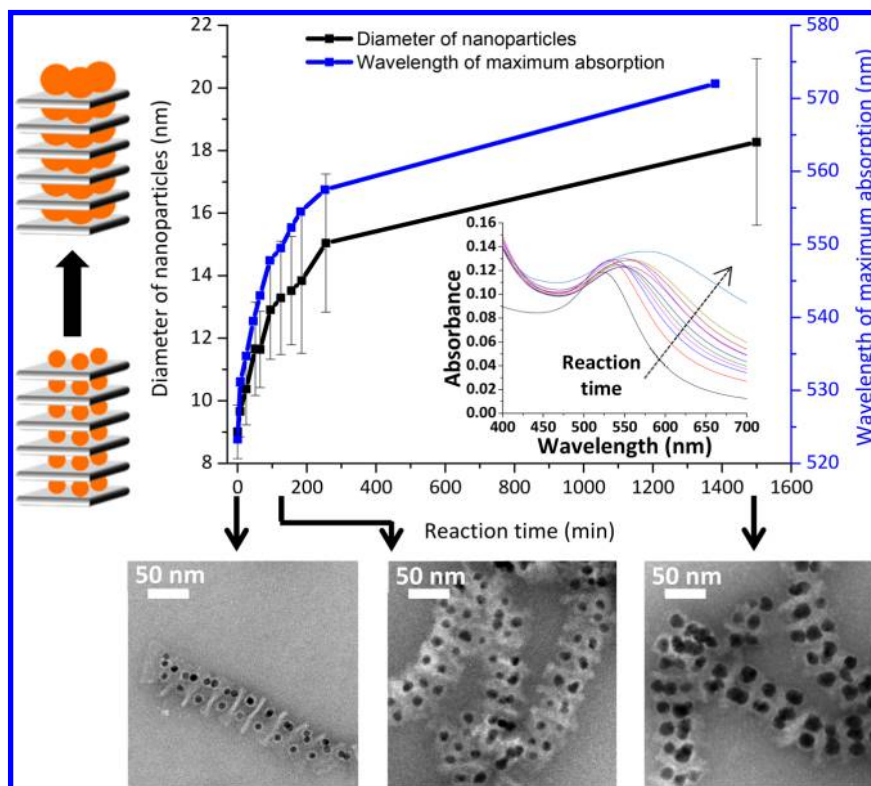 Diameter of nanoparticles
Wavelength of maximum absorption
22
20
18
16
14
12
10
8
Diameter of nanoparticles (nm)
580
570
560
550
540
530
520
Wavelength of maximum absorption (nm)
0 200 400 600 800 1000 1200 1400 1600
Reaction time (min)
0.16
0.14
0.12
0.10
0.08
0.06
0.04
0.02
0.00
Absorbance
Reaction
time
400 450 500 550 600 650 700
Wavelength (nm)
50 nm
50 nm
50 nm